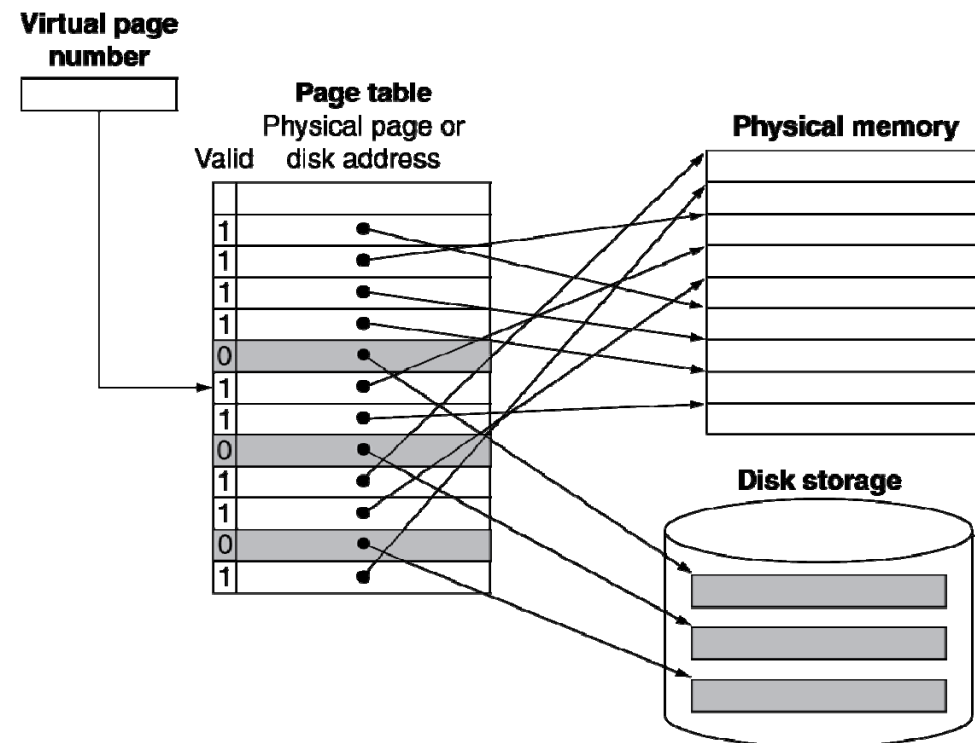 Virtual page
number
Page table
Physical page or
Valid disk address
Physical memory
1
1
1
1
0
1
1
0
1
1
0
1
Disk storage